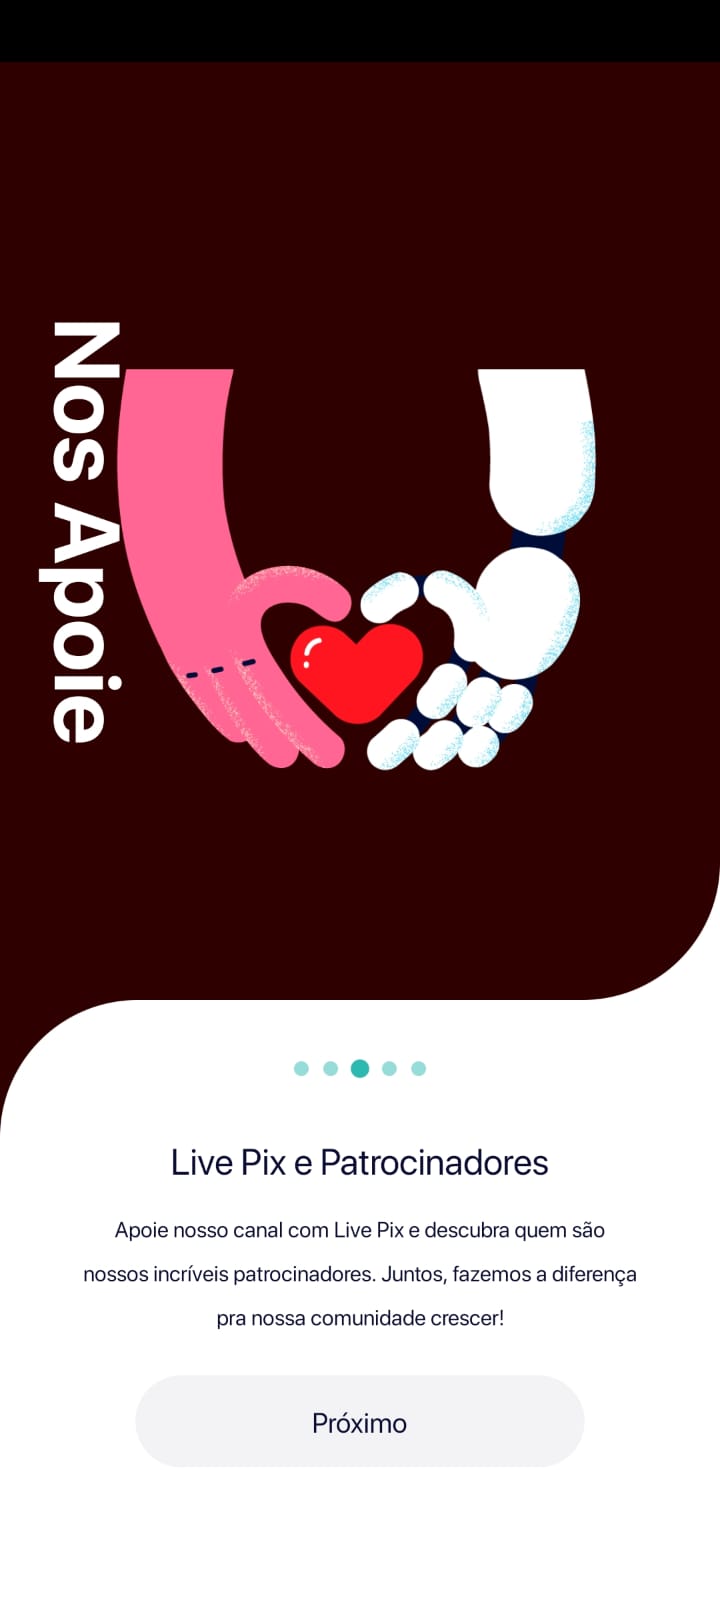 Nos Apoie
Live Pix e Patrocinadores
Apoie nosso canal com Live Pix e descubra quem são
nossos incríveis patrocinadores. Juntos, fazemos a diferença
pra nossa comunidade crescer!
Próximo